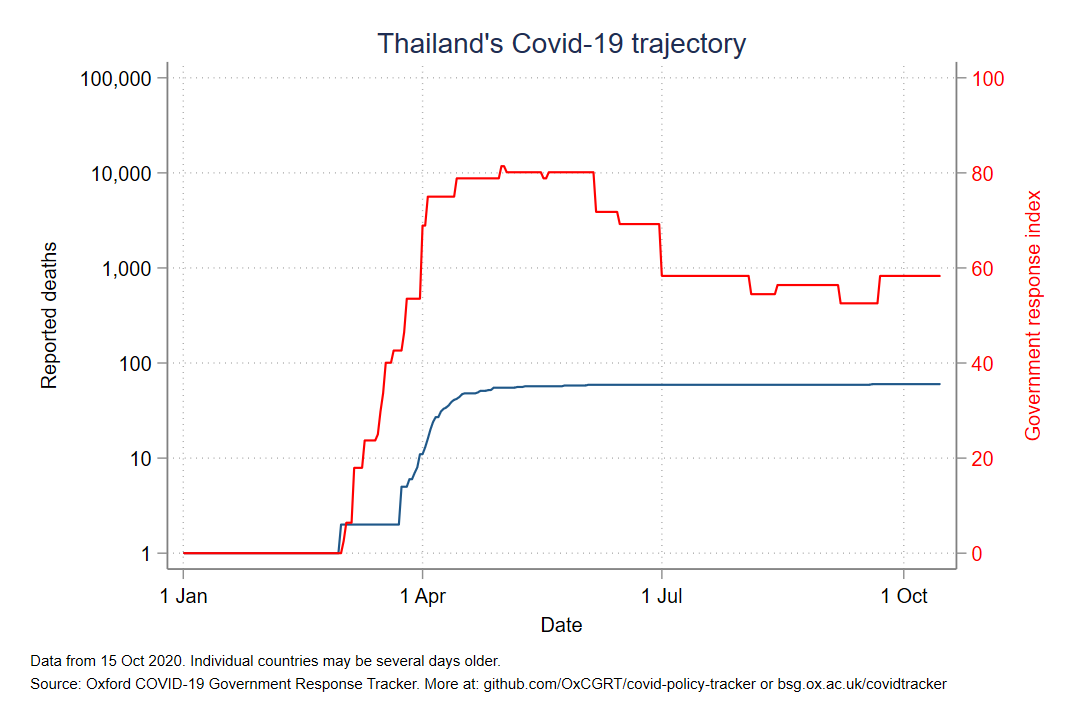 Thailand's Covid-19 trajectory
100,000
10,000
1,000
100
10
1
Reported deaths
100
80
60
40
20
0
Government response index
1 Jan
1 Apr
1 Jul
1 Oct
Date
Data from 15 Oct 2020. Individual countries may be several days older.
Source: Oxford COVID-19 Government Response Tracker. More at: github.com/OxCGRT/covid-policy-tracker or bsg.ox.ac.uk/covidtracker